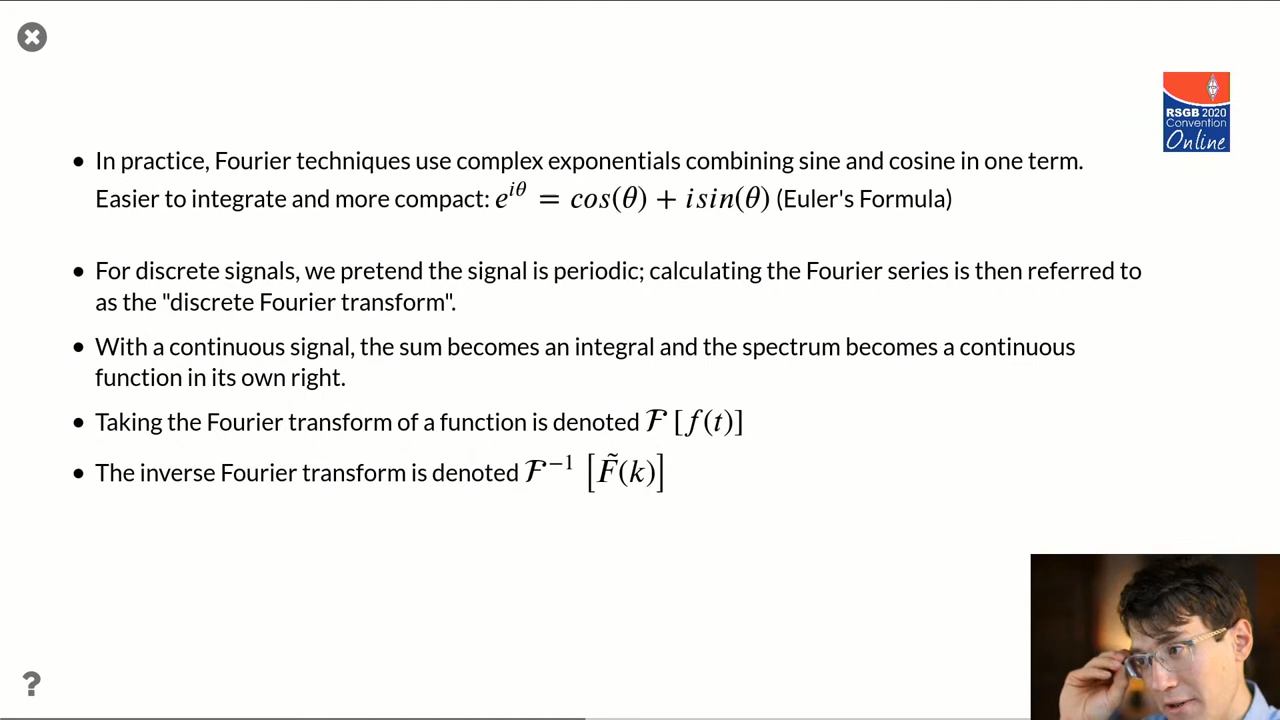 RSGB 2020
Convention
Online
• In practice, Fourier techniques use complex exponentials combining sine and cosine in one term.
Easier to integrate and more compact: e^{iθ} = cos(θ) + isin(θ) (Euler's Formula)
• For discrete signals, we pretend the signal is periodic; calculating the Fourier series is then referred to
as the "discrete Fourier transform".
• With a continuous signal, the sum becomes an integral and the spectrum becomes a continuous
function in its own right.
• Taking the Fourier transform of a function is denoted ℱ [f(t)]
• The inverse Fourier transform is denoted ℱ^{−1} [F̃(k)]
?